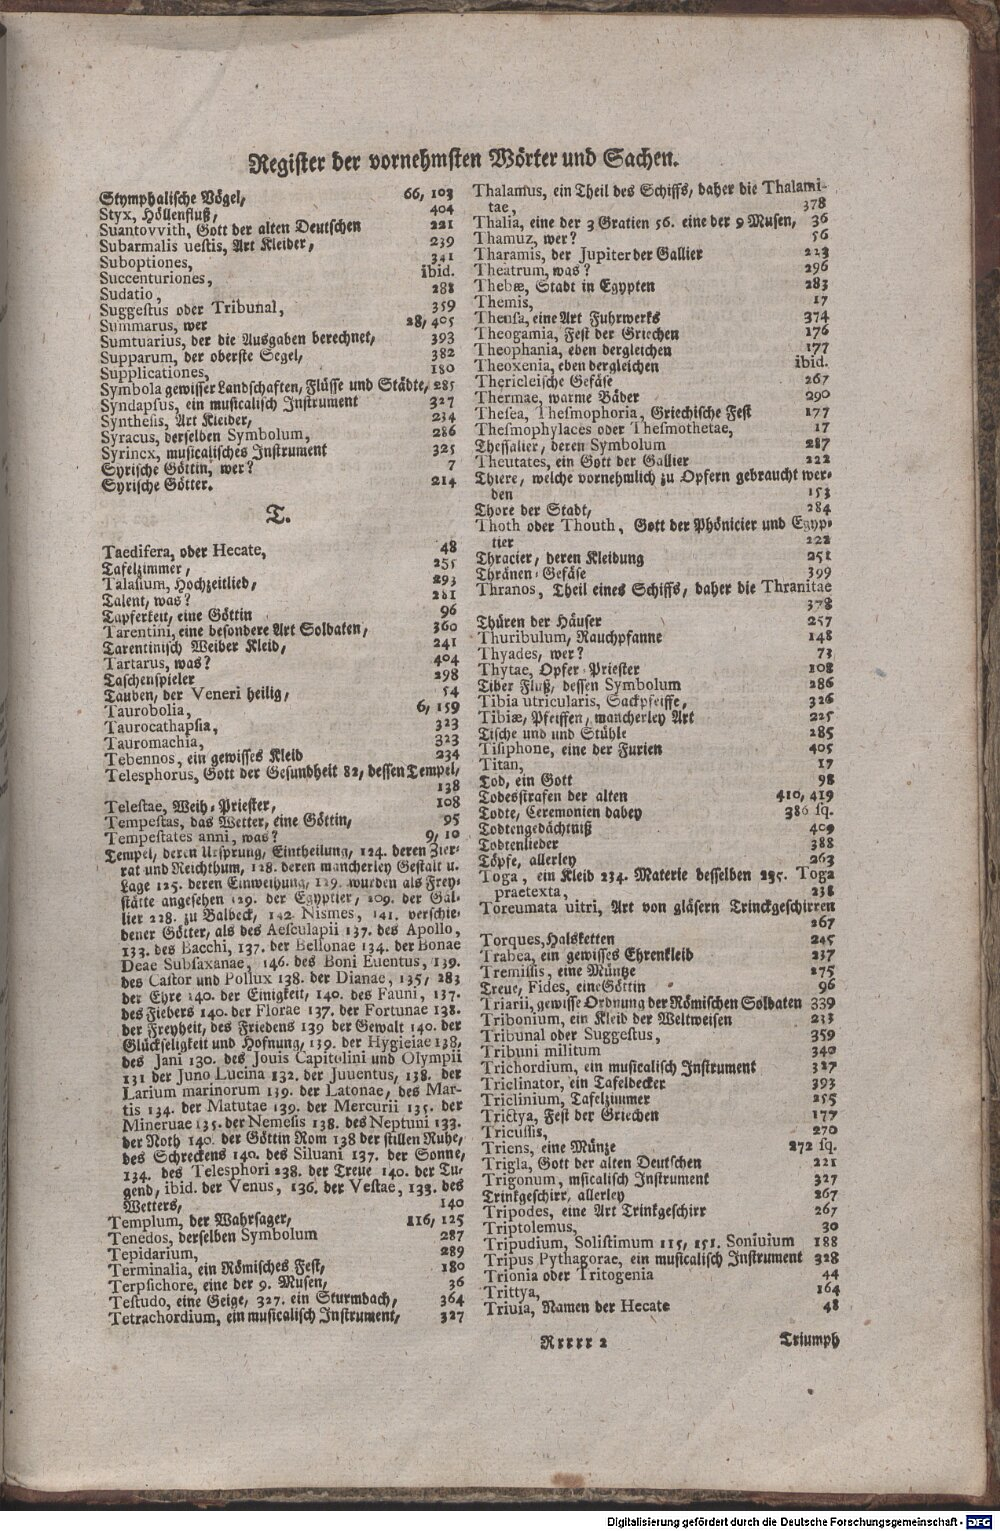 Register der vornehmsten Wörter und Sachen.
Stymphalische Vögel, 66, 103
Styx, Höllenfluß, 404
Suantovvith, Gott der alten Deutschen 221
Subarmalis uestis, Art Kleider, 239
Suboptiones, 341
Succenturiones, ibid.
Sudatio, 288
Suggestus oder Tribunal, 359
Summarus, wer 28, 405
Sumtuarius, der die Ausgaben berechnet, 393
Supparum, der oberste Segel, 382
Supplicationes, 180
Symbola gewisser Landschaften, Flüsse und Städte, 285
Syndapsus, ein musicalisch Instrument 327
Synthesis, Art Kleider, 234
Syracus, derselben Symbolum, 286
Syrincx, musicalisches Instrument 325
Syrische Göttin, wer? 7
Syrische Götter. 214
T.
Taedifera, oder Hecate, 48
Tafelzimmer, 255
Talasium, Hochzeitlied, 293
Talent, was? 281
Tapferkeit, eine Göttin 96
Tarentini, eine besondere Art Soldaten, 360
Tarentinisch Weiber Kleid, 241
Tartarus, was? 404
Taschenspieler 298
Tauben, der Veneri heilig, 54
Taurobolia, 6, 159
Taurocathapsia, 323
Tauromachia, 323
Tebennos, ein gewisses Kleid 234
Telesphorus, Gott der Gesundheit 82, dessen Tempel,
138
Telestae, Weih-Priester, 108
Tempestas, das Wetter, eine Göttin, 95
Tempestates anni, was? 9, 10
Tempel, deren Ursprung, Eintheilung, 124. deren Zier-
rat und Reichthum, 128. deren mancherley Gestalt u.
Lage 125. deren Einweihung, 129. wurden als Frey-
stätte angesehen 129. der Egyptier, 209. der Gal-
lier 228. zu Balbeck, 142. Nismes, 141. verschie-
dener Götter, als des Aesculapii 137. des Apollo,
133. des Bacchi, 137. der Bellonae 134. der Bonae
Deae Subsaxanae, 146. des Boni Euentus, 139.
des Castor und Pollux 138. der Dianae, 135, 283
der Ehre 140. der Einigkeit, 140. des Fauni, 137.
des Fiebers 140. der Florae 137. der Fortunae 138.
der Freyheit, des Friedens 139 der Gewalt 140. der
Glückseligkeit und Hofnung, 139. der Hygieiae 138,
des Jani 130. des Jouis Capitolini und Olympii
131 der Juno Lucina 132. der Juuentus, 138. der
Larium marinorum 139. der Latonae, des Mar-
tis 134. der Matutae 139. der Mercurii 135. der
Mineruae 135. der Nemesis 138. des Neptuni 133.
der Noth 140. der Göttin Rom 138 der stillen Ruhe,
des Schreckens 140. des Siluani 137. der Sonne,
134. des Telesphori 238. der Treue 140. der Tu-
gend, ibid. der Venus, 136. der Vestae, 133. des
Wetters, 140
Templum, der Wahrsager, 116, 125
Tenedos, derselben Symbolum 287
Tepidarium, 289
Terminalia, ein Römisches Fest, 180
Terpsichore, eine der 9. Musen, 36
Testudo, eine Geige, 327. ein Sturmbach, 364
Tetrachordium, ein musicalisch Instrument, 327
Thalamus, ein Theil des Schiffs, daher die Thalami-
tae, 378
Thalia, eine der 3 Gratien 56. eine der 9 Musen, 36
Thamuz, wer? 56
Tharamis, der Jupiter der Gallier 223
Theatrum, was? 296
Thebæ, Stadt in Egypten 283
Themis, 17
Thensa, eine Art Fuhrwerks 374
Theogamia, Fest der Griechen 176
Theophania, eben dergleichen 177
Theoxenia, eben dergleichen ibid.
Thericleische Gefäse 267
Thermae, warme Bäder 290
Thesea, Thesmophoria, Griechische Fest 177
Thesmophylaces oder Thesmothetae, 17
Thessalier, deren Symbolum 287
Theutates, ein Gott der Gallier 222
Thiere, welche vornehmlich zu Opfern gebraucht wer-
den 153
Thore der Stadt, 284
Thoth oder Thouth, Gott der Phönicier und Egyp-
tier 222
Thracier, deren Kleidung 251
Thränen-Gefäse 399
Thranos, Theil eines Schiffs, daher die Thranitae
378
Thüren der Häuser 257
Thuribulum, Rauchpfanne 148
Thyades, wer? 73
Thytae, Opfer-Priester 108
Tiber Fluß, dessen Symbolum 286
Tibia utricularis, Sackpfeiffe, 326
Tibiæ, Pfeiffen, mancherley Art 225
Tische und und Stühle 285
Tisiphone, eine der Furien 405
Titan, 17
Tod, ein Gott 98
Todesstrafen der alten 410, 419
Todte, Ceremonien dabey 386 sq.
Todtengedächtniß 409
Todtenlieder 388
Töpfe, allerley 263
Toga, ein Kleid 234. Materie desselben 235. Toga
praetexta, 238
Toreumata uitri, Art von gläsern Trinckgeschirren
267
Torques, Halsketten 245
Trabea, ein gewisses Ehrenkleid 237
Tremissis, eine Müntze 275
Treue, Fides, eine Göttin 96
Triarii, gewisse Ordnung der Römischen Soldaten 339
Tribonium, ein Kleid der Weltweisen 233
Tribunal oder Suggestus, 359
Tribuni militum 340
Trichordium, ein musicalisch Instrument 327
Triclinator, ein Tafeldecker 393
Triclinium, Tafelzimmer 255
Trictya, Fest der Griechen 177
Tricussis, 270
Triens, eine Münze 272 sq.
Trigla, Gott der alten Deutschen 221
Trigonum, msicalisch Instrument 327
Trinkgeschirr, allerley 267
Tripodes, eine Art Trinkgeschirr 267
Triptolemus, 30
Tripudium, Solistimum 115, 151. Soniuium 188
Tripus Pythagorae, ein musicalisch Instrument 328
Trionia oder Tritogenia 44
Trittya, 164
Triuia, Namen der Hecate 48
Rrrrr 2 Triumph
Digitalisierung gefördert durch die Deutsche Forschungsgemeinschaft - DFG